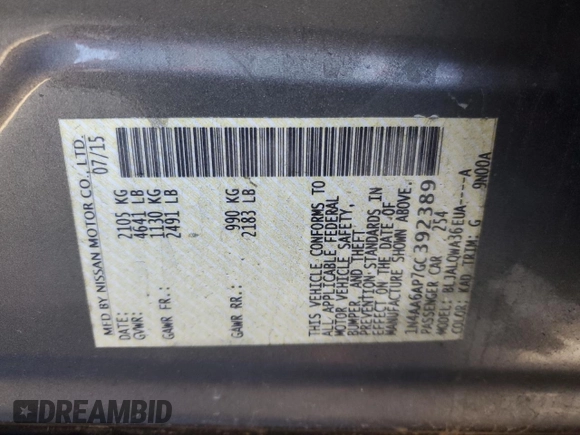 MFD BY NISSAN MOTOR CO., LTD.
DATE: 07/15
GVWR: 2105 KG
4641 LB
GAWR FR: 1130 KG
2491 LB
GAWR RR: 990 KG
2183 LB
THIS VEHICLE CONFORMS TO
ALL APPLICABLE FEDERAL
MOTOR VEHICLE SAFETY,
BUMPER, AND THEFT
PREVENTION STANDARDS IN
EFFECT ON THE DATE OF
MANUFACTURE SHOWN ABOVE.
1N4AA6AP7GC392389
PASSENGER CAR 254
MODEL: BLJALQWA36EUA----A
COLOR: KAD TRIM: G 9N00A
DREAMBID